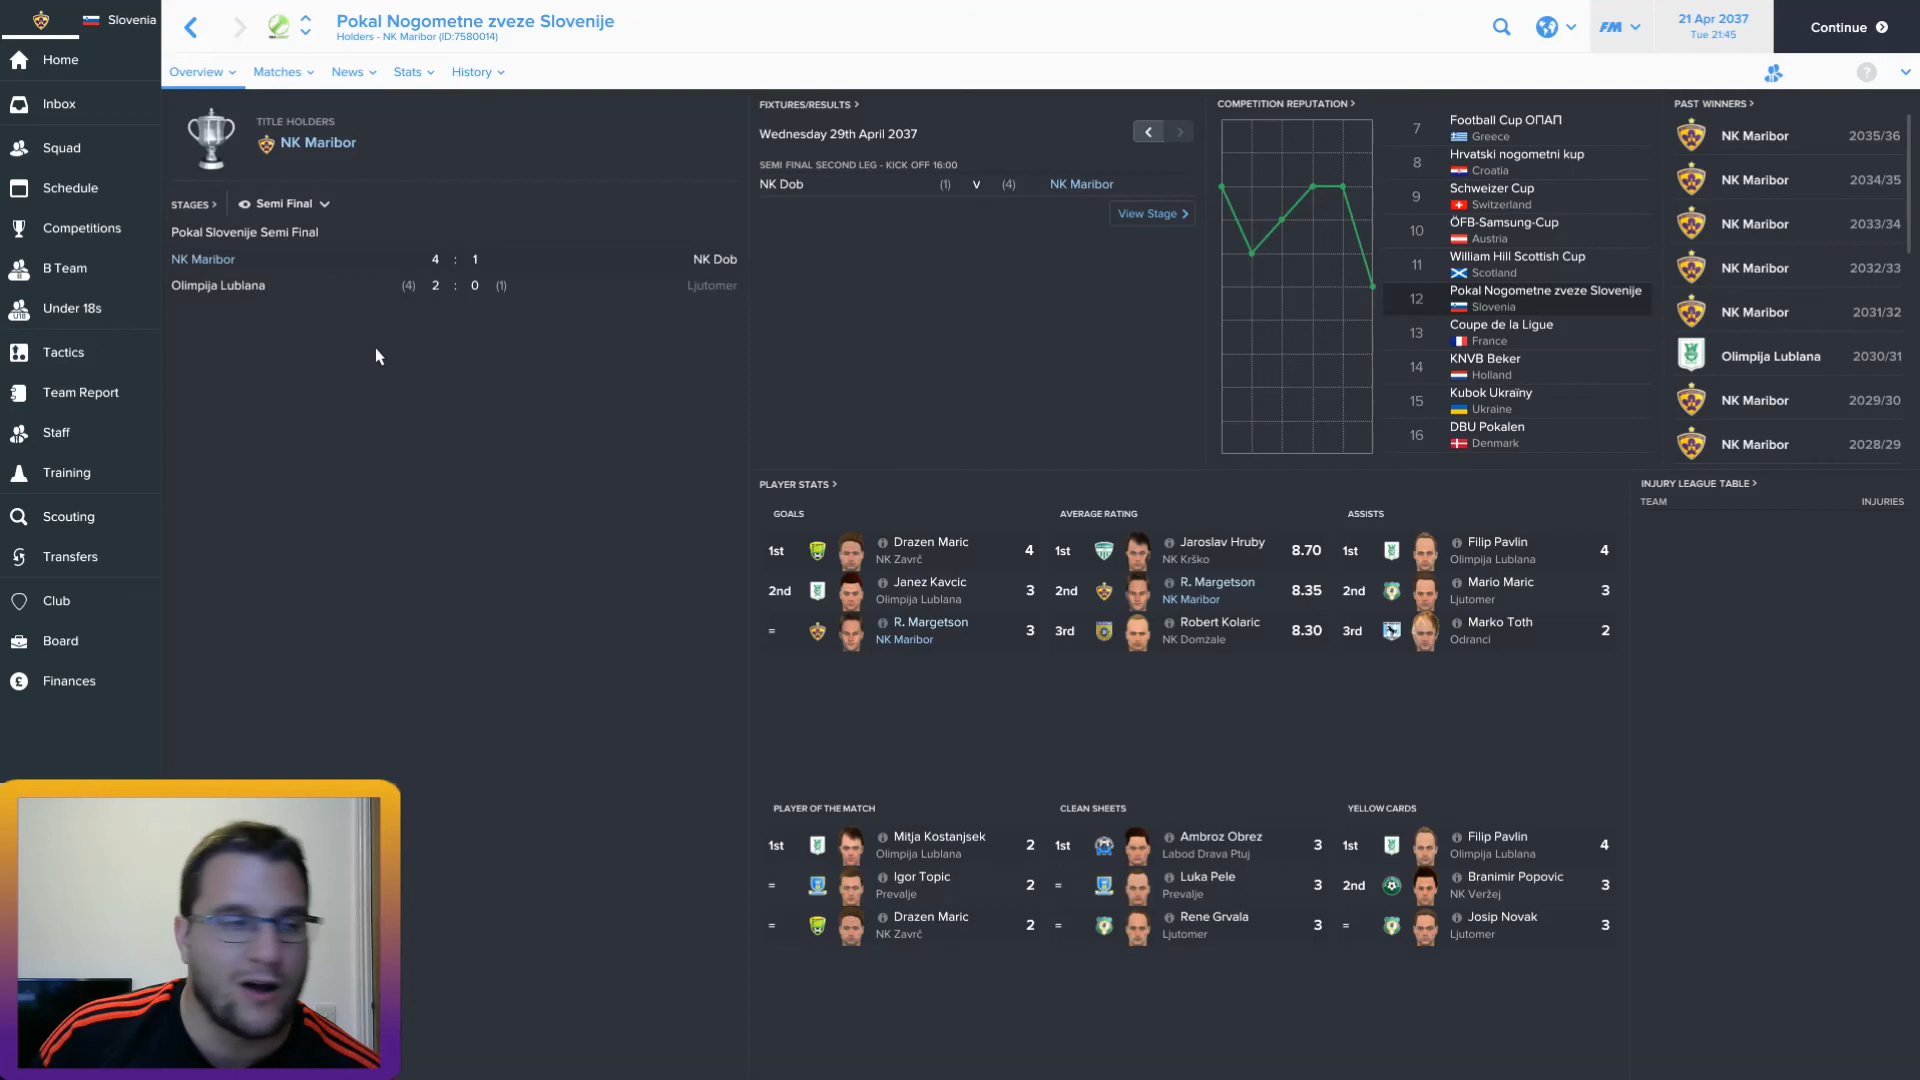 Slovenia
Home
Inbox
Squad
Schedule
Competitions
B Team
Under 18s
Tactics
Team Report
Staff
Training
Scouting
Transfers
Club
Board
Finances
Pokal Nogometne zveze Slovenije
Holders - NK Maribor (ID:7580014)
FM
21 Apr 2037
Tue 21:45
Continue
Overview
Matches
News
Stats
History
?
TITLE HOLDERS
NK Maribor
STAGES >
Semi Final
Pokal Slovenije Semi Final
NK Maribor 4 : 1 NK Dob
Olimpija Lublana (4) 2 : 0 (1) Ljutomer
FIXTURES/RESULTS >
Wednesday 29th April 2037
SEMI FINAL SECOND LEG - KICK OFF 16:00
NK Dob (1) v (4) NK Maribor
View Stage >
COMPETITION REPUTATION >
7 Football Cup ΟΠΑΠ
Greece
8 Hrvatski nogometni kup
Croatia
9 Schweizer Cup
Switzerland
10 ÖFB-Samsung-Cup
Austria
11 William Hill Scottish Cup
Scotland
12 Pokal Nogometne zveze Slovenije
Slovenia
13 Coupe de la Ligue
France
14 KNVB Beker
Holland
15 Kubok Ukraïny
Ukraine
16 DBU Pokalen
Denmark
PAST WINNERS >
NK Maribor 2035/36
NK Maribor 2034/35
NK Maribor 2033/34
NK Maribor 2032/33
NK Maribor 2031/32
Olimpija Lublana 2030/31
NK Maribor 2029/30
NK Maribor 2028/29
PLAYER STATS >
GOALS
1st Drazen Maric 4
NK Zavrč
2nd Janez Kavcic 3
Olimpija Lublana
= R. Margetson 3
NK Maribor
AVERAGE RATING
1st Jaroslav Hruby 8.70
NK Krško
2nd R. Margetson 8.35
NK Maribor
3rd Robert Kolaric 8.30
NK Domzale
ASSISTS
1st Filip Pavlin 4
Olimpija Lublana
2nd Mario Maric 3
Ljutomer
3rd Marko Toth 2
Odranci
INJURY LEAGUE TABLE >
TEAM INJURIES
PLAYER OF THE MATCH
1st Mitja Kostanjsek 2
Olimpija Lublana
= Igor Topic 2
Prevalje
= Drazen Maric 2
NK Zavrč
CLEAN SHEETS
1st Ambroz Obrez 3
Labod Drava Ptuj
= Luka Pele 3
Prevalje
= Rene Grvala 3
Ljutomer
YELLOW CARDS
1st Filip Pavlin 4
Olimpija Lublana
2nd Branimir Popovic 3
NK Veržej
= Josip Novak 3
Ljutomer